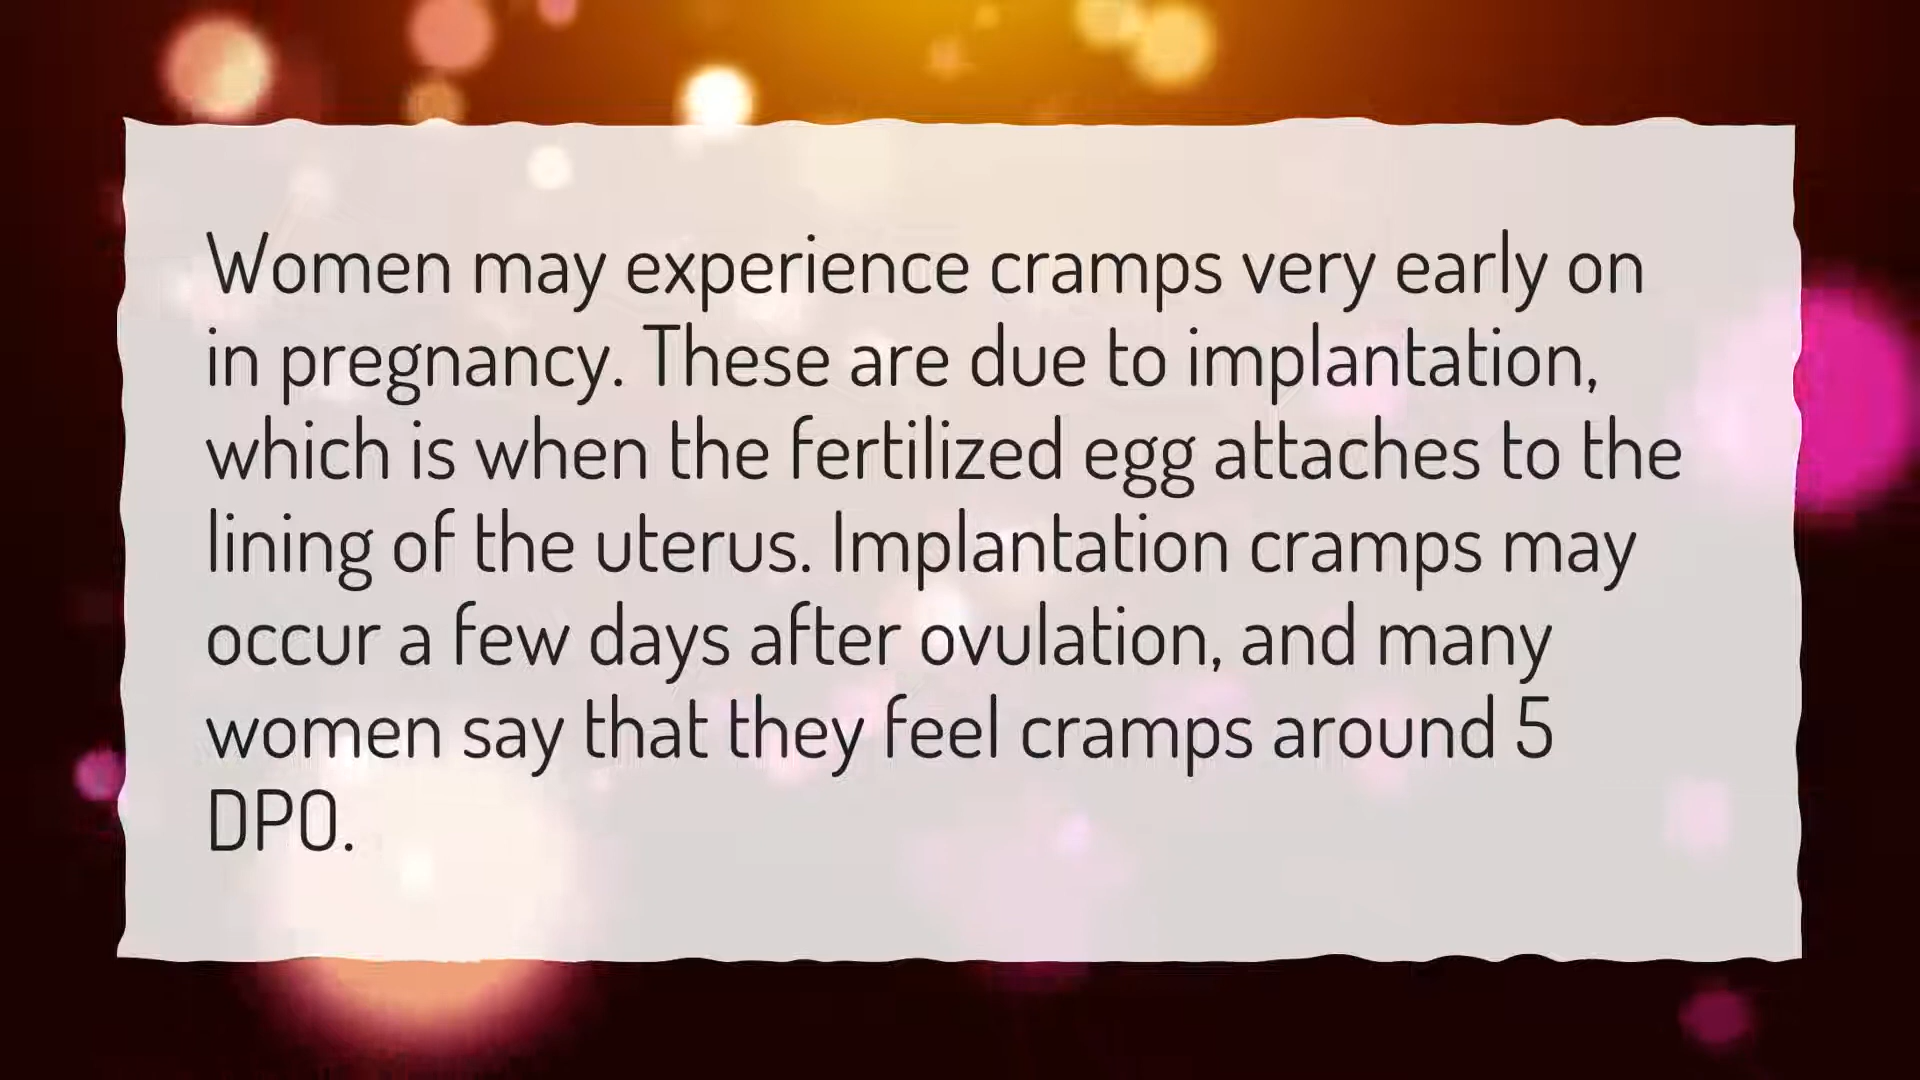 Women may experience cramps very early on
in pregnancy. These are due to implantation,
which is when the fertilized egg attaches to the
lining of the uterus. Implantation cramps may
occur a few days after ovulation, and many
women say that they feel cramps around 5
DPO.